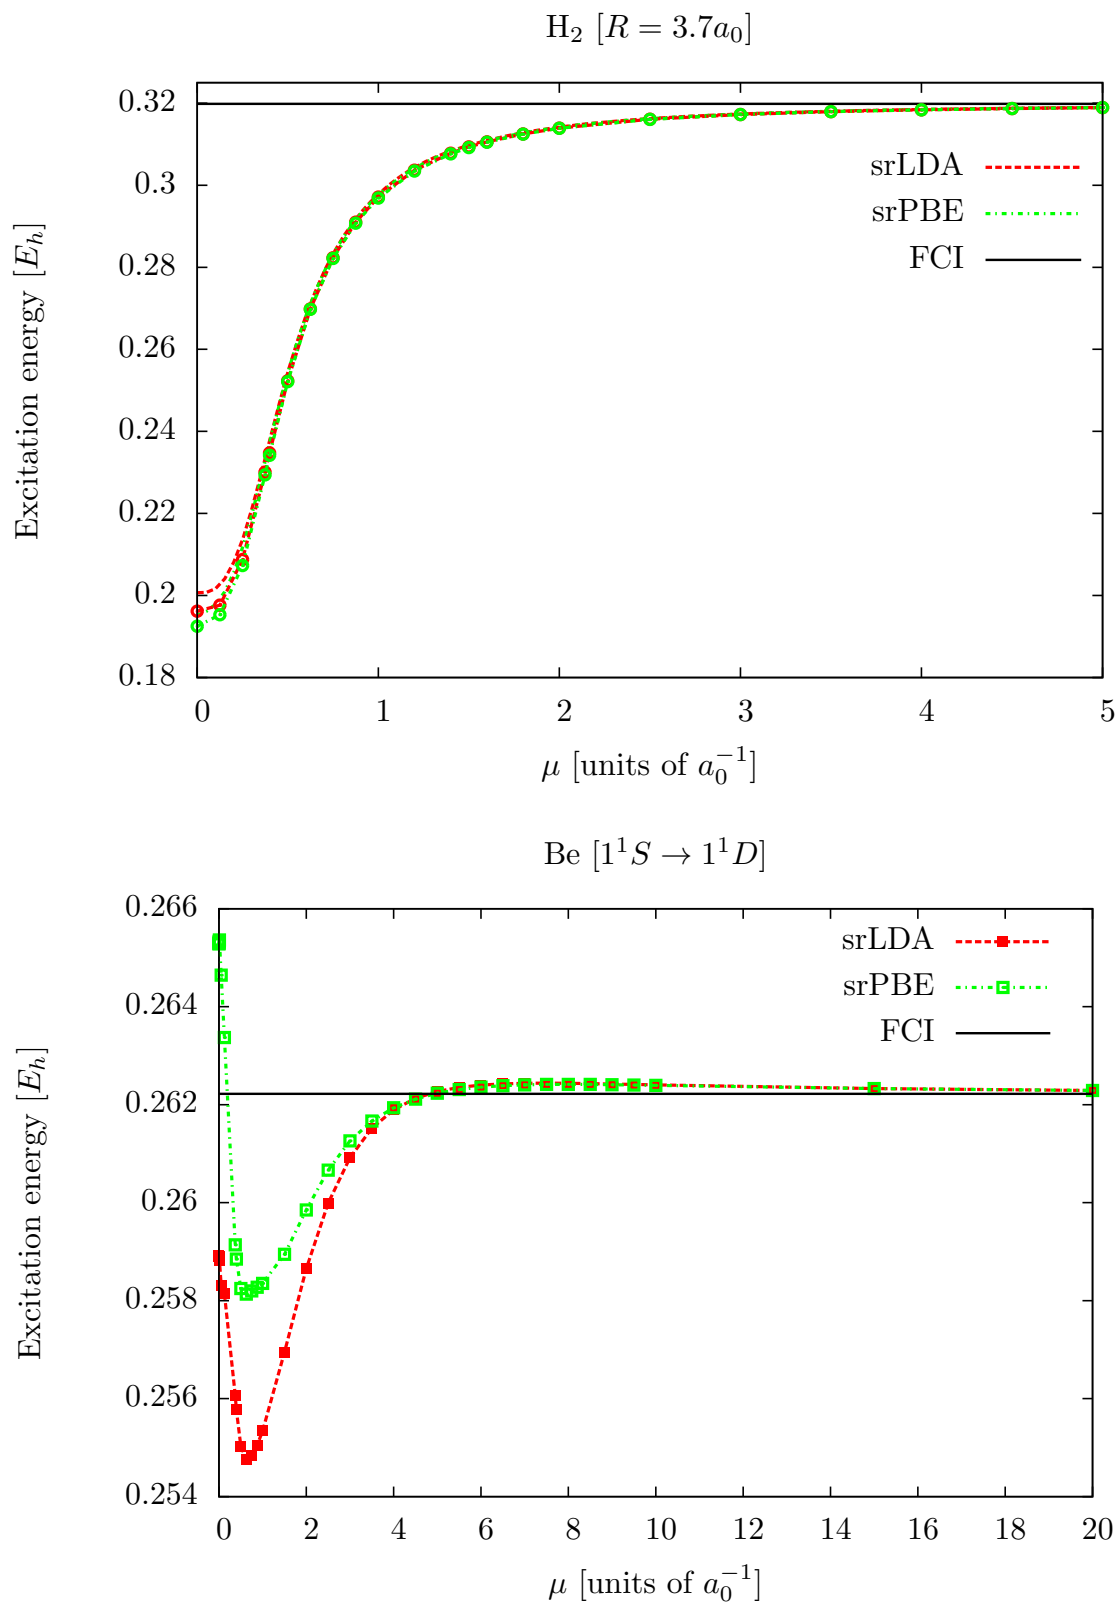 H₂ [R = 3.7a₀]
Excitation energy [E_h]
0.32
0.3
0.28
0.26
0.24
0.22
0.2
0.18
srLDA
srPBE
FCI
0 1 2 3 4 5
μ [units of a₀⁻¹]
Be [1¹S → 1¹D]
Excitation energy [E_h]
0.266
0.264
0.262
0.26
0.258
0.256
0.254
srLDA
srPBE
FCI
0 2 4 6 8 10 12 14 16 18 20
μ [units of a₀⁻¹]